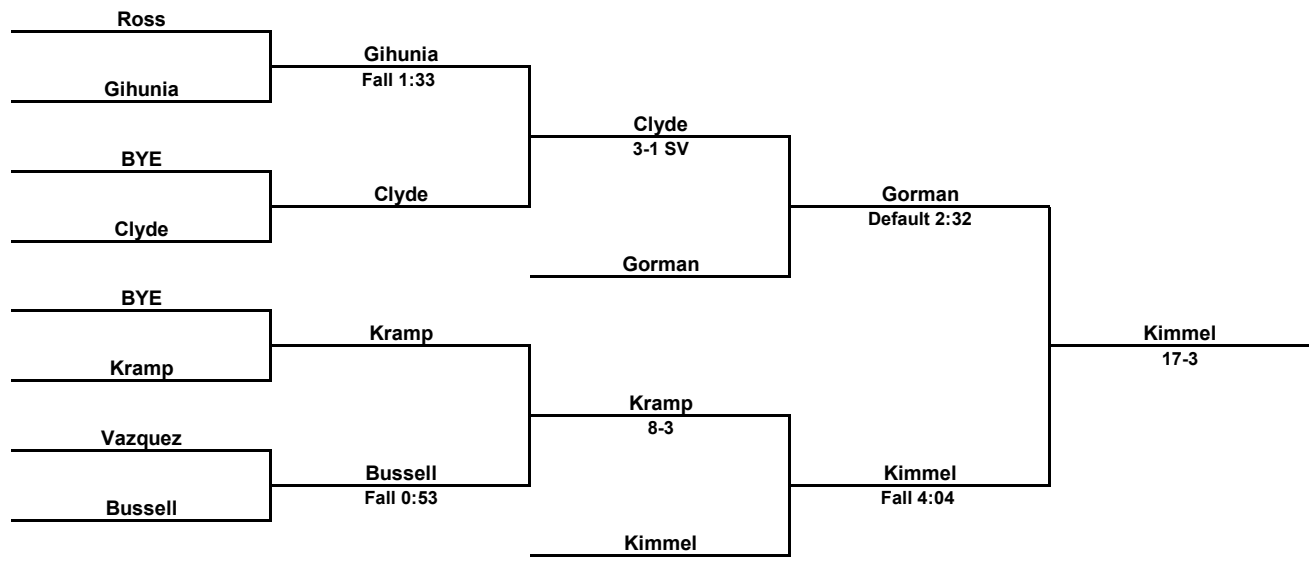 Ross
Gihunia
Fall 1:33
Gihunia
Clyde
3-1 SV
BYE
Clyde
Gorman
Default 2:32
Clyde
Gorman
BYE
Kramp
Kimmel
17-3
Kramp
Kramp
8-3
Vazquez
Bussell
Fall 0:53
Kimmel
Fall 4:04
Bussell
Kimmel